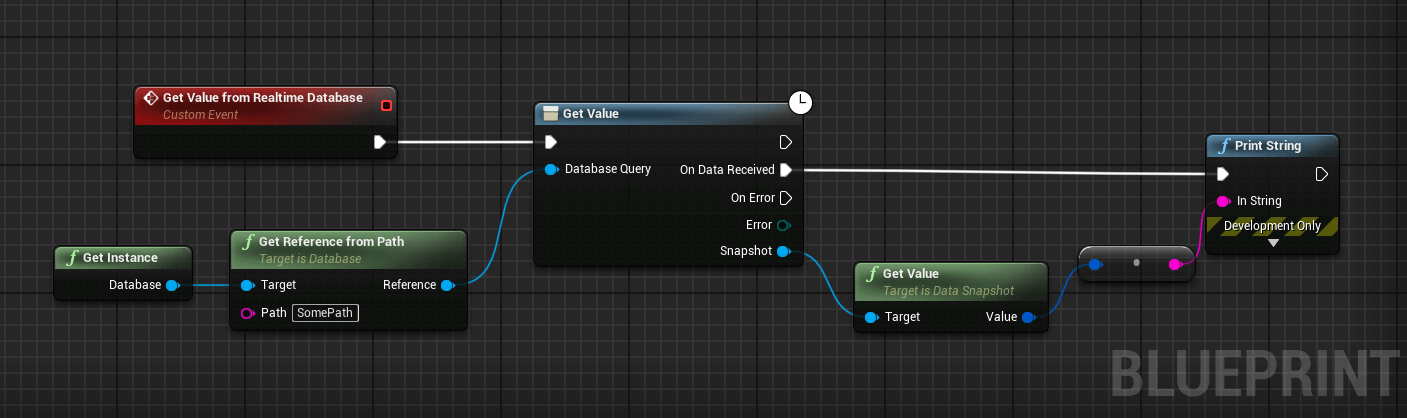 Get Value from Realtime Database
Custom Event
Get Instance
Database
Get Reference from Path
Target is Database
Target
Reference
Path SomePath
Get Value
Database Query
On Data Received
On Error
Error
Snapshot
Get Value
Target is Data Snapshot
Target
Value
Print String
In String
Development Only
BLUEPRINT